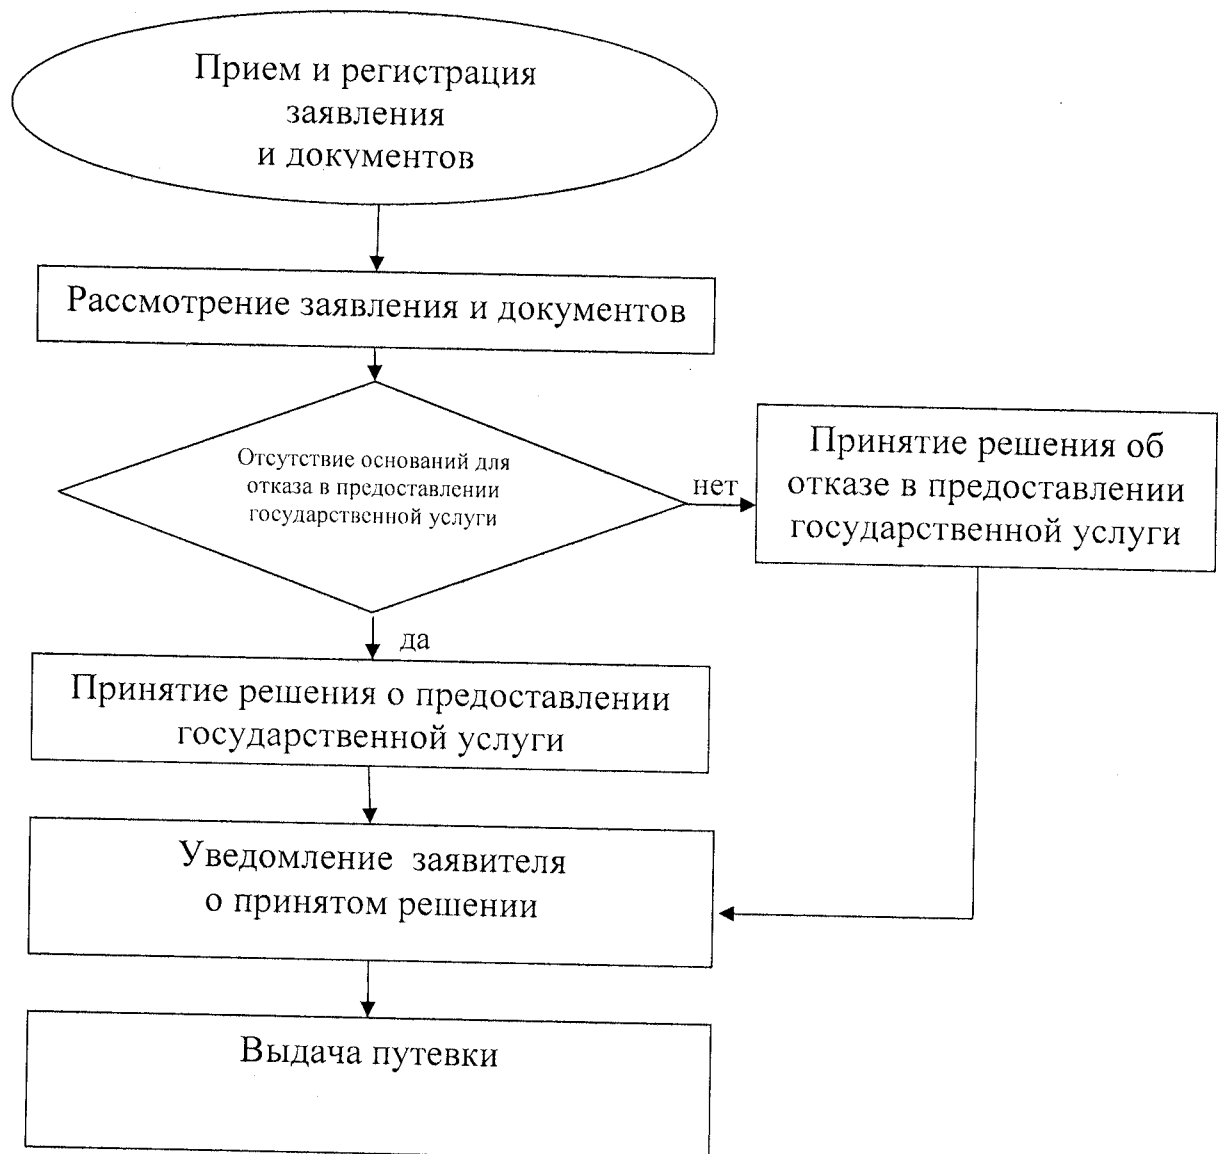 Прием и регистрация
заявления
и документов
Рассмотрение заявления и документов
Отсутствие оснований для
отказа в предоставлении
государственной услуги
нет
Принятие решения об
отказе в предоставлении
государственной услуги
да
Принятие решения о предоставлении
государственной услуги
Уведомление заявителя
о принятом решении
Выдача путевки